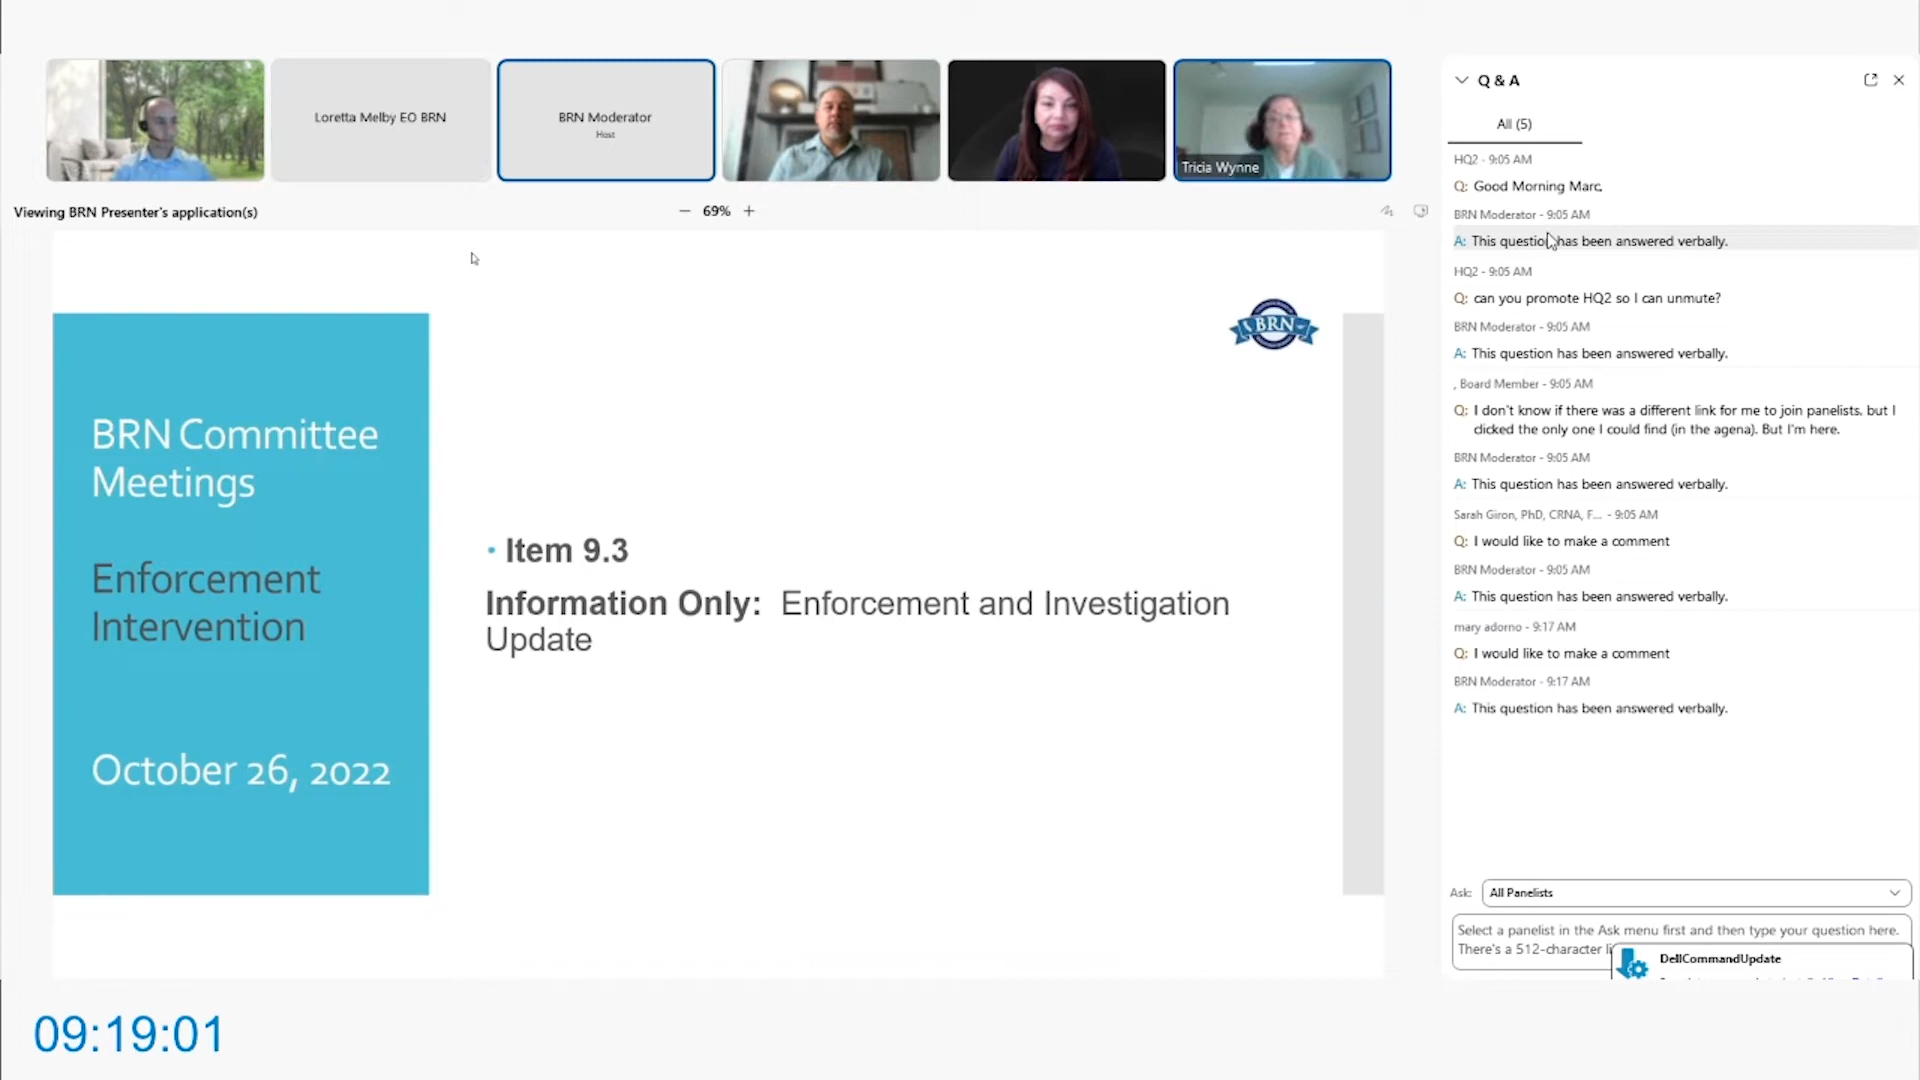 Loretta Melby EO BRN
BRN Moderator
Host
Tricia Wynne
Viewing BRN Presenter's application(s)
69%
BRN
BRN Committee
Meetings
Enforcement
Intervention
October 26, 2022
• Item 9.3
Information Only: Enforcement and Investigation
Update
Q & A
All (5)
HQ2 - 9:05 AM
Q: Good Morning Marc.
BRN Moderator - 9:05 AM
A: This question has been answered verbally.
HQ2 - 9:05 AM
Q: can you promote HQ2 so I can unmute?
BRN Moderator - 9:05 AM
A: This question has been answered verbally.
, Board Member - 9:05 AM
Q: I don't know if there was a different link for me to join panelists. but I
clicked the only one I could find (in the agena). But I'm here.
BRN Moderator - 9:05 AM
A: This question has been answered verbally.
Sarah Giron, PhD, CRNA, F... - 9:05 AM
Q: I would like to make a comment
BRN Moderator - 9:05 AM
A: This question has been answered verbally.
mary adorno - 9:17 AM
Q: I would like to make a comment
BRN Moderator - 9:17 AM
A: This question has been answered verbally.
Ask: All Panelists
Select a panelist in the Ask menu first and then type your question here.
There's a 512-character
DellCommandUpdate
09:19:01